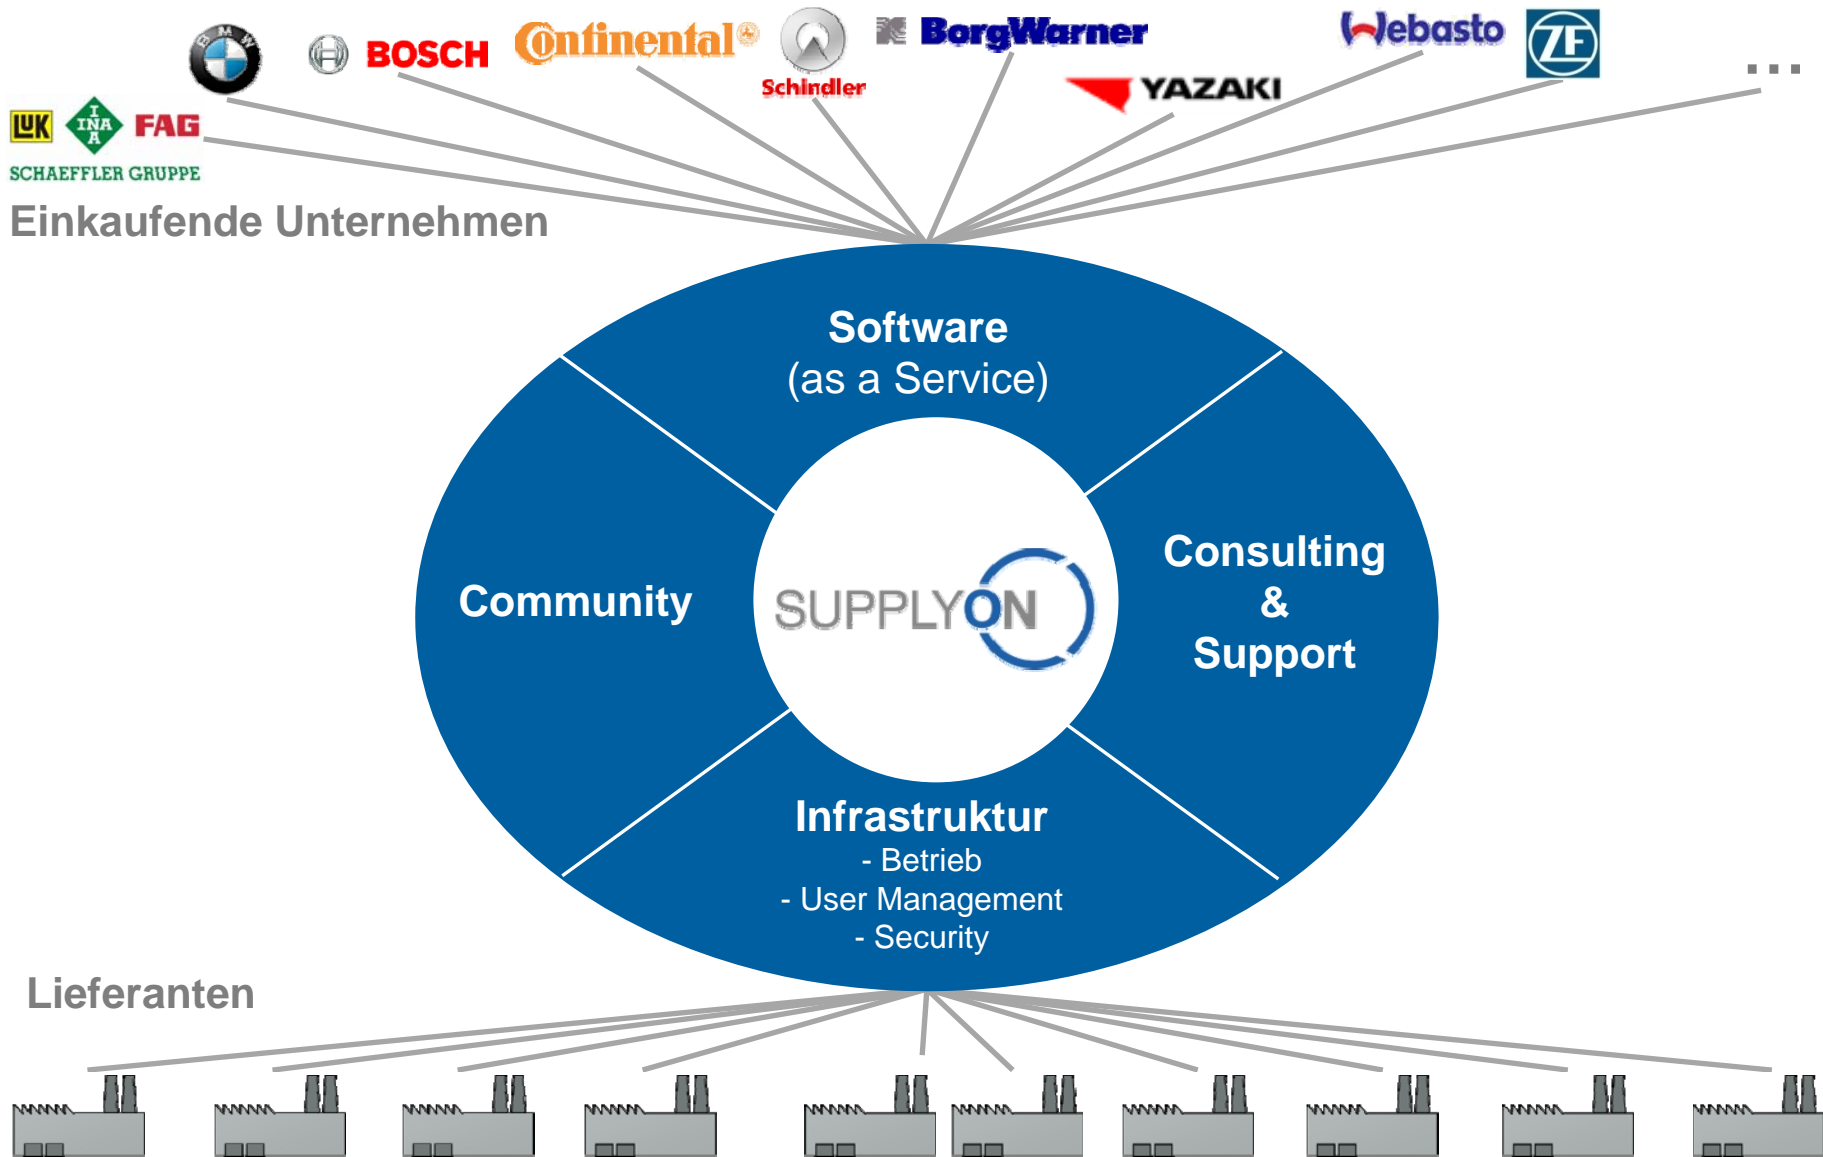 BMW
BOSCH
Continental
Schindler
BorgWarner
YAZAKI
Webasto
ZF
...
LUK
INA
FAG
SCHAEFFLER GRUPPE
Einkaufende Unternehmen
Software
(as a Service)
Community
SUPPLYON
Consulting
&
Support
Infrastruktur
- Betrieb
- User Management
- Security
Lieferanten